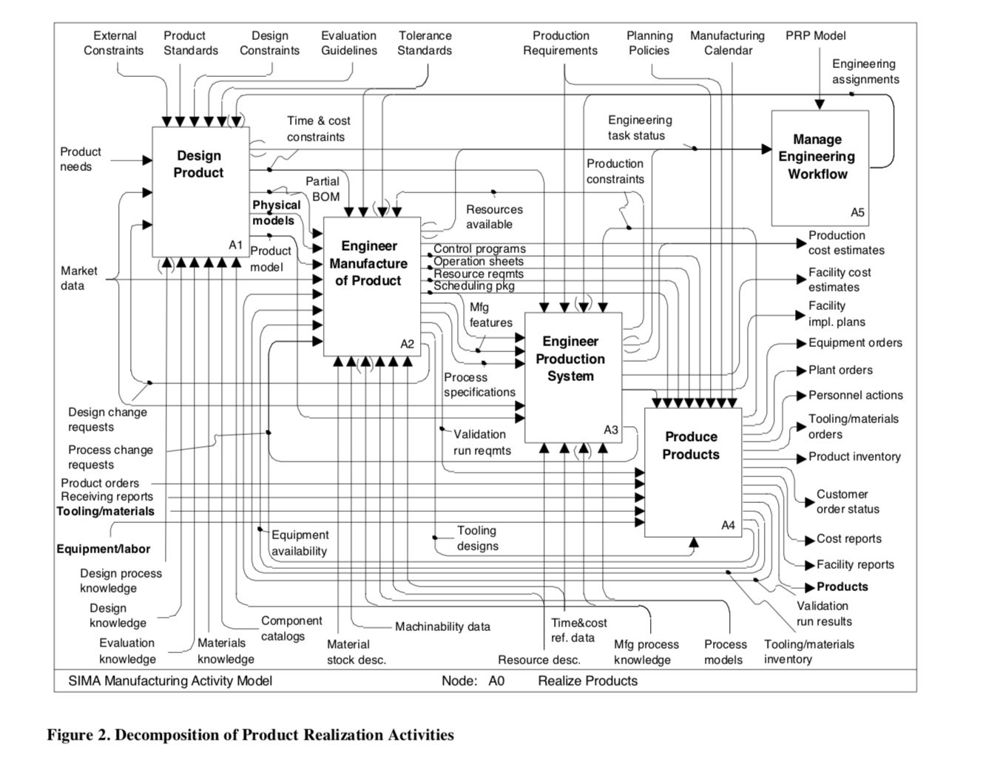 External
Constraints
Product
Standards
Design
Constraints
Evaluation
Guidelines
Tolerance
Standards
Production
Requirements
Planning
Policies
Manufacturing
Calendar
PRP Model
Engineering
assignments
Time & cost
constraints
Engineering
task status
Manage
Engineering
Workflow
A5
Product
needs
Design
Product
A1
Production
constraints
Partial
BOM
Physical
models
Resources
available
Product
model
Engineer
Manufacture
of Product
A2
Control programs
Operation sheets
Resource reqmts
Scheduling pkg
Production
cost estimates
Market
data
Facility cost
estimates
Mfg
features
Facility
impl. plans
Engineer
Production
System
A3
Equipment orders
Plant orders
Process
specifications
Personnel actions
Design change
requests
Tooling/materials
orders
Validation
run reqmts
Produce
Products
A4
Process change
requests
Product inventory
Product orders
Receiving reports
Tooling/materials
Customer
order status
Equipment/labor
Equipment
availability
Tooling
designs
Cost reports
Facility reports
Design process
knowledge
Products
Design
knowledge
Validation
run results
Component
catalogs
Machinability data
Time&cost
ref. data
Evaluation
knowledge
Materials
knowledge
Material
stock desc.
Resource desc.
Mfg process
knowledge
Process
models
Tooling/materials
inventory
SIMA Manufacturing Activity Model
Node: A0
Realize Products
Figure 2. Decomposition of Product Realization Activities